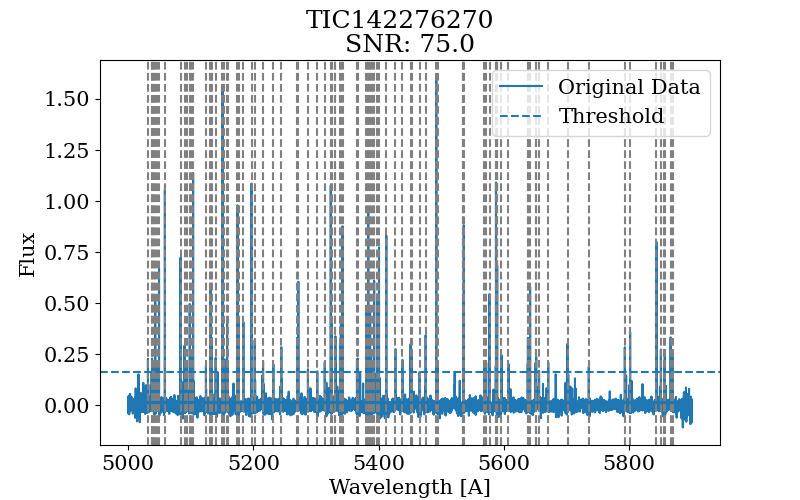 TIC142276270
SNR: 75.0
Original Data
Threshold
1.50
1.25
1.00
0.75
0.50
0.25
0.00
Flux
5000
5200
5400
5600
5800
Wavelength [A]